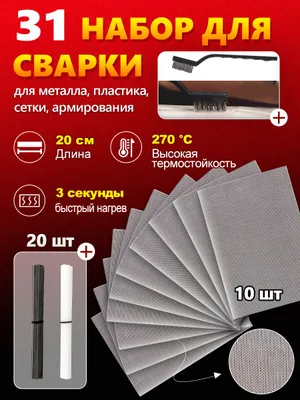 31 НАБОР ДЛЯ
СВАРКИ
для металла, пластика,
сетки, армирования
20 см
Длина
270 °C
Высокая
термостойкость
3 секунды
быстрый нагрев
20 шт
10 шт